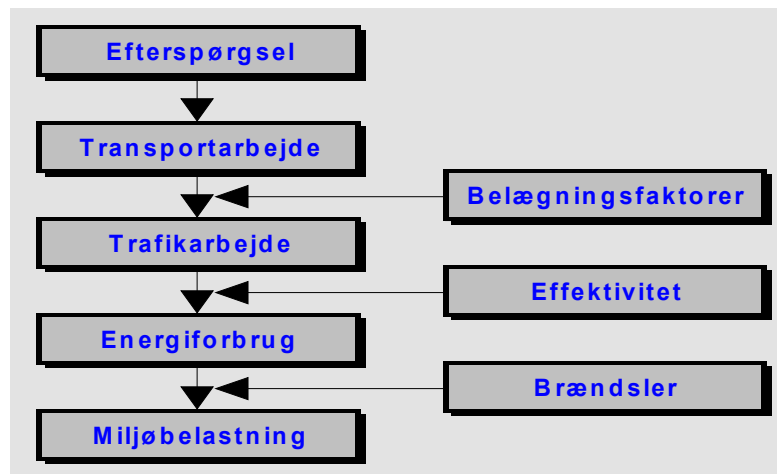 Efterspørgsel
Transportarbejde
Belægningsfaktorer
Trafikarbejde
Effektivitet
Energiforbrug
Brændsler
Miljøbelastning